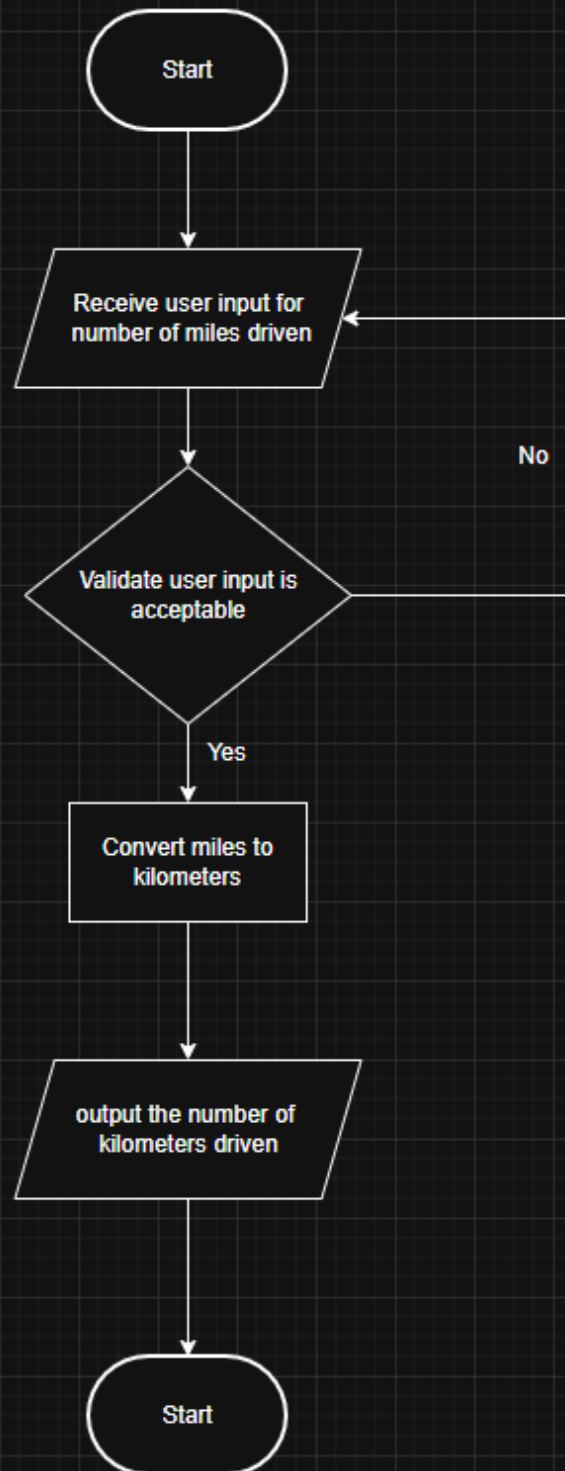 Start
Receive user input for
number of miles driven
No
Validate user input is
acceptable
Yes
Convert miles to
kilometers
output the number of
kilometers driven
Start